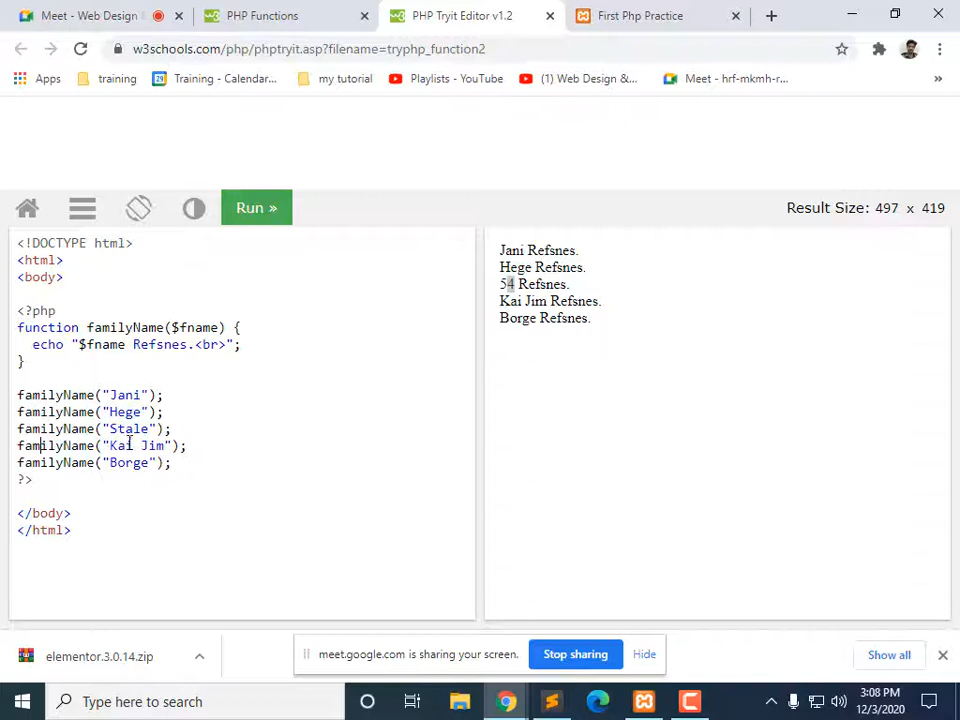 Meet - Web Design
PHP Functions
PHP Tryit Editor v1.2
First Php Practice
w3schools.com/php/phptryit.asp?filename=tryphp_function2
Apps
training
Training - Calendar...
my tutorial
Playlists - YouTube
(1) Web Design &...
Meet - hrf-mkmh-r...
»
Run »
Result Size: 497 x 419
<!DOCTYPE html>
<html>
<body>
<?php
function familyName($fname) {
echo "$fname Refsnes.<br>";
}
familyName("Jani");
familyName("Hege");
familyName("Stale");
familyName("Kai Jim");
familyName("Borge");
?>
</body>
</html>
Jani Refsnes.
Hege Refsnes.
54 Refsnes.
Kai Jim Refsnes.
Borge Refsnes.
elementor.3.0.14.zip
meet.google.com is sharing your screen.
Stop sharing
Hide
Show all
Type here to search
3:08 PM
12/3/2020